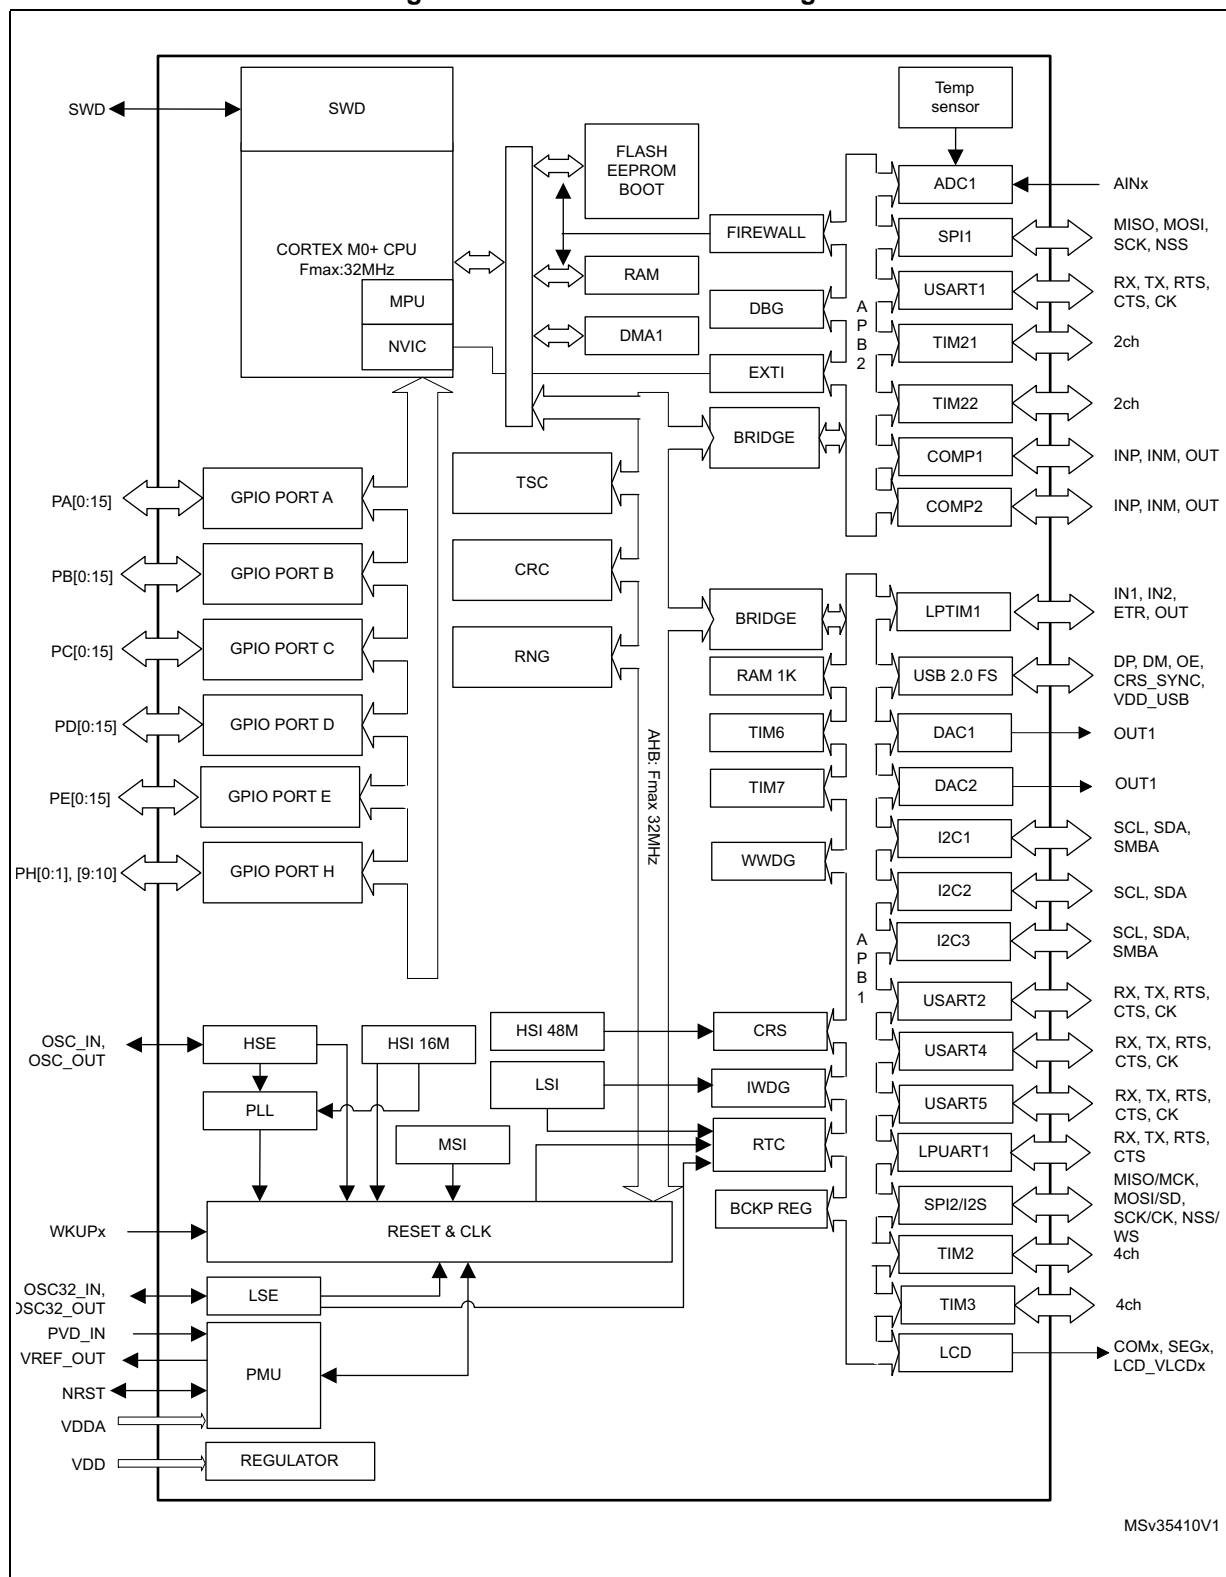 SWD
SWD
CORTEX M0+ CPU
Fmax:32MHz
MPU
NVIC
FLASH
EEPROM
BOOT
RAM
DMA1
FIREWALL
DBG
EXTI
BRIDGE
A
P
B
2
Temp
sensor
ADC1
AINx
SPI1
MISO, MOSI,
SCK, NSS
USART1
RX, TX, RTS,
CTS, CK
TIM21
2ch
TIM22
2ch
COMP1
INP, INM, OUT
COMP2
INP, INM, OUT
PA[0:15]
GPIO PORT A
PB[0:15]
GPIO PORT B
PC[0:15]
GPIO PORT C
PD[0:15]
GPIO PORT D
PE[0:15]
GPIO PORT E
PH[0:1], [9:10]
GPIO PORT H
TSC
CRC
RNG
AHB: Fmax 32MHz
BRIDGE
RAM 1K
TIM6
TIM7
WWDG
A
P
B
1
LPTIM1
IN1, IN2,
ETR, OUT
USB 2.0 FS
DP, DM, OE,
CRS_SYNC,
VDD_USB
DAC1
OUT1
DAC2
OUT1
I2C1
SCL, SDA,
SMBA
I2C2
SCL, SDA
I2C3
SCL, SDA,
SMBA
USART2
RX, TX, RTS,
CTS, CK
USART4
RX, TX, RTS,
CTS, CK
USART5
RX, TX, RTS,
CTS, CK
LPUART1
RX, TX, RTS,
CTS
SPI2/I2S
MISO/MCK,
MOSI/SD,
SCK/CK, NSS/
WS
TIM2
4ch
TIM3
4ch
LCD
COMx, SEGx,
LCD_VLCDx
OSC_IN,
OSC_OUT
HSE
HSI 16M
PLL
MSI
HSI 48M
CRS
LSI
IWDG
RTC
BCKP REG
WKUPx
RESET & CLK
OSC32_IN,
OSC32_OUT
LSE
PVD_IN
VREF_OUT
NRST
VDDA
PMU
VDD
REGULATOR
MSv35410V1